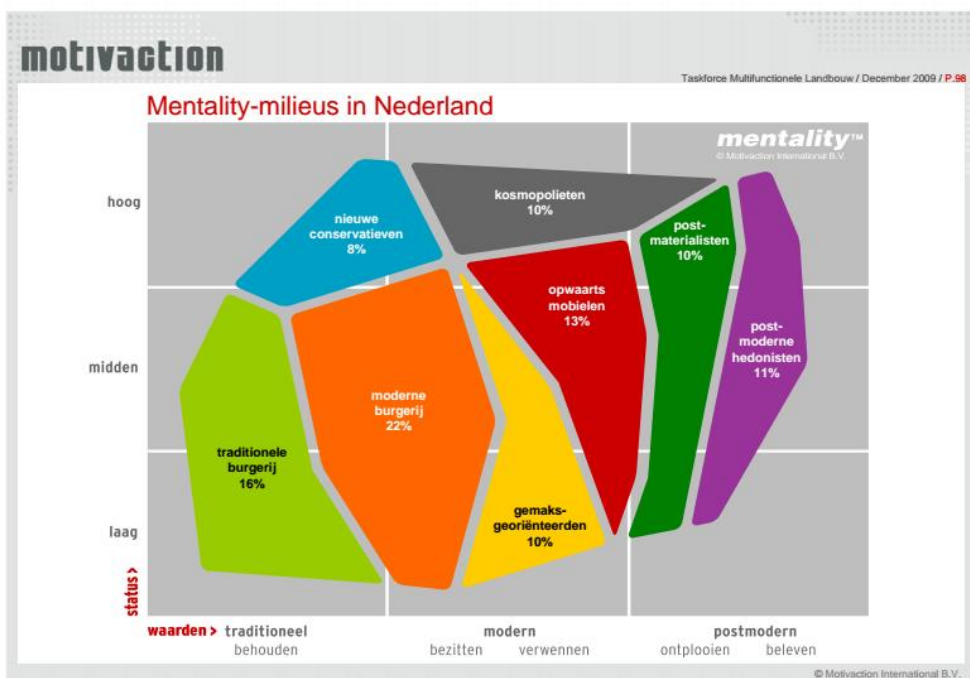 motivaction
Taskforce Multifunctionele Landbouw / December 2009 / P.98
Mentality-milieus in Nederland
mentality™
© Motivaction International B.V.
hoog
midden
laag
status >
kosmopolieten
10%
nieuwe
conservatieven
8%
post-
materialisten
10%
opwaarts
mobielen
13%
post-
moderne
hedonisten
11%
moderne
burgerij
22%
traditionele
burgerij
16%
gemaks-
georiënteerden
10%
waarden > traditioneel modern postmodern
behouden bezitten verwennen ontplooien beleven
© Motivaction International B.V.